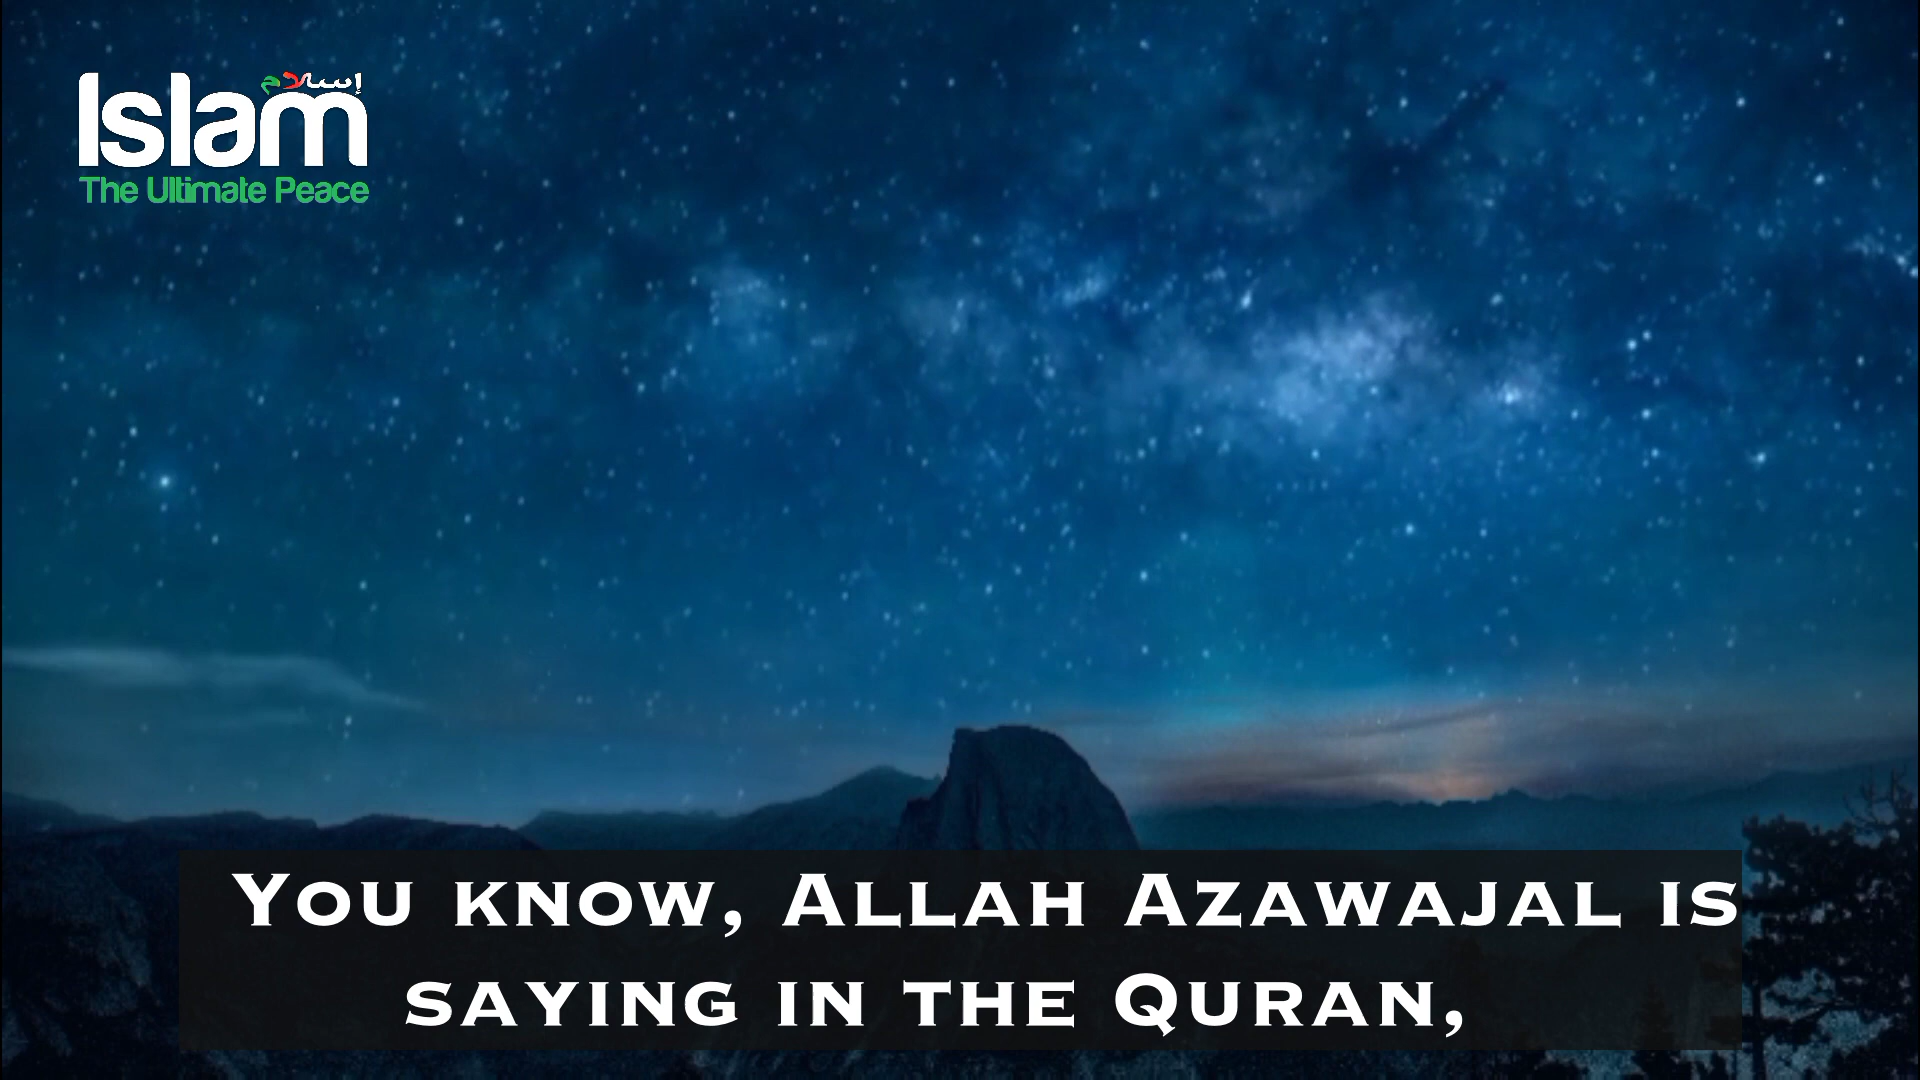 إسلام
Islam
The Ultimate Peace
You know, Allah Azawajal is
saying in the Quran,